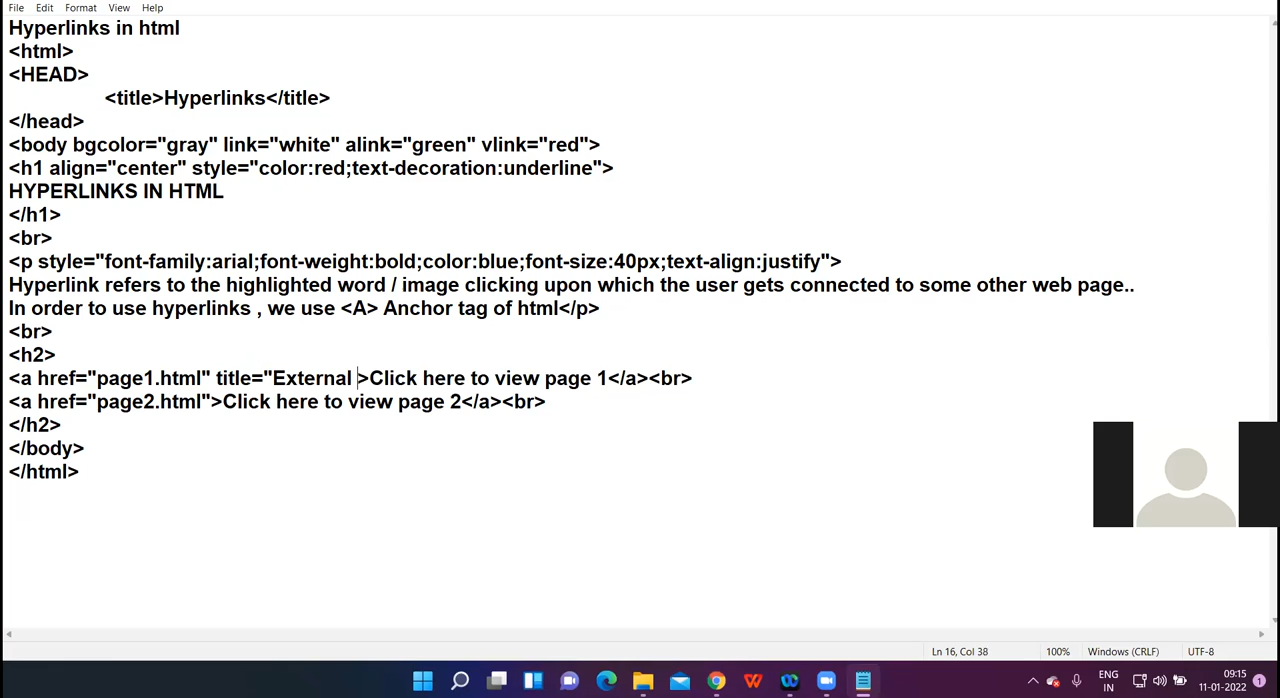 File Edit Format View Help
Hyperlinks in html
<html>
<HEAD>
<title>Hyperlinks</title>
</head>
<body bgcolor="gray" link="white" alink="green" vlink="red">
<h1 align="center" style="color:red;text-decoration:underline">
HYPERLINKS IN HTML
</h1>
<br>
<p style="font-family:arial;font-weight:bold;color:blue;font-size:40px;text-align:justify">
Hyperlink refers to the highlighted word / image clicking upon which the user gets connected to some other web page..
In order to use hyperlinks , we use <A> Anchor tag of html</p>
<br>
<h2>
<a href="page1.html" title="External >Click here to view page 1</a><br>
<a href="page2.html">Click here to view page 2</a><br>
</h2>
</body>
</html>
Ln 16, Col 38 100% Windows (CRLF) UTF-8
ENG 09:15
IN 11-01-2022 1